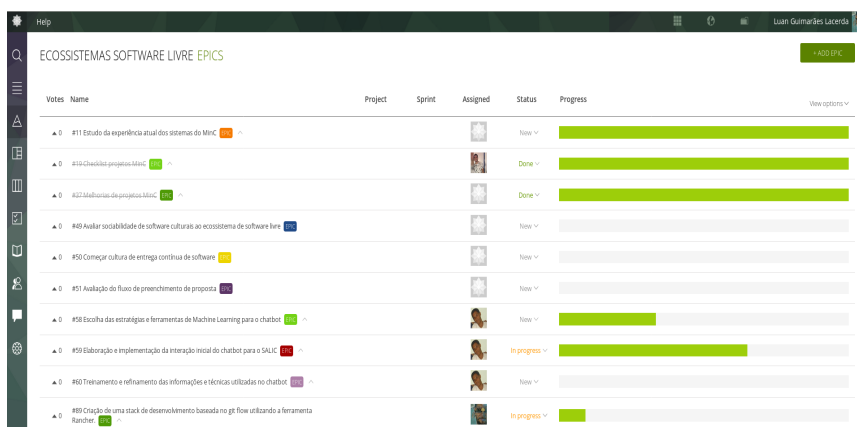 Help
Luan Guimarães Lacerda
ECOSSISTEMAS SOFTWARE LIVRE EPICS
+ ADD EPIC
Votes Name Project Sprint Assigned Status Progress View options
0 #11 Estudo da experiência atual dos sistemas do MinC EPIC New
0 #19 Checklist projetos MinC EPIC Done
0 #37 Melhorias de projetos MinC EPIC Done
0 #49 Avaliar sociabilidade de software culturais ao ecossistema de software livre EPIC New
0 #50 Começar cultura de entrega contínua de software EPIC New
0 #51 Avaliação do fluxo de preenchimento de proposta EPIC New
0 #58 Escolha das estratégias e ferramentas de Machine Learning para o chatbot EPIC New
0 #59 Elaboração e implementação da interação inicial do chatbot para o SALIC EPIC In progress
0 #60 Treinamento e refinamento das informações e técnicas utilizadas no chatbot EPIC New
0 #89 Criação de uma stack de desenvolvimento baseada no git flow utilizando a ferramenta
Rancher. EPIC In progress